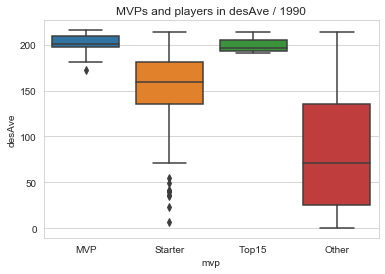 MVPs and players in desAve / 1990
200
150
100
50
0
desAve
MVP Starter Top15 Other
mvp